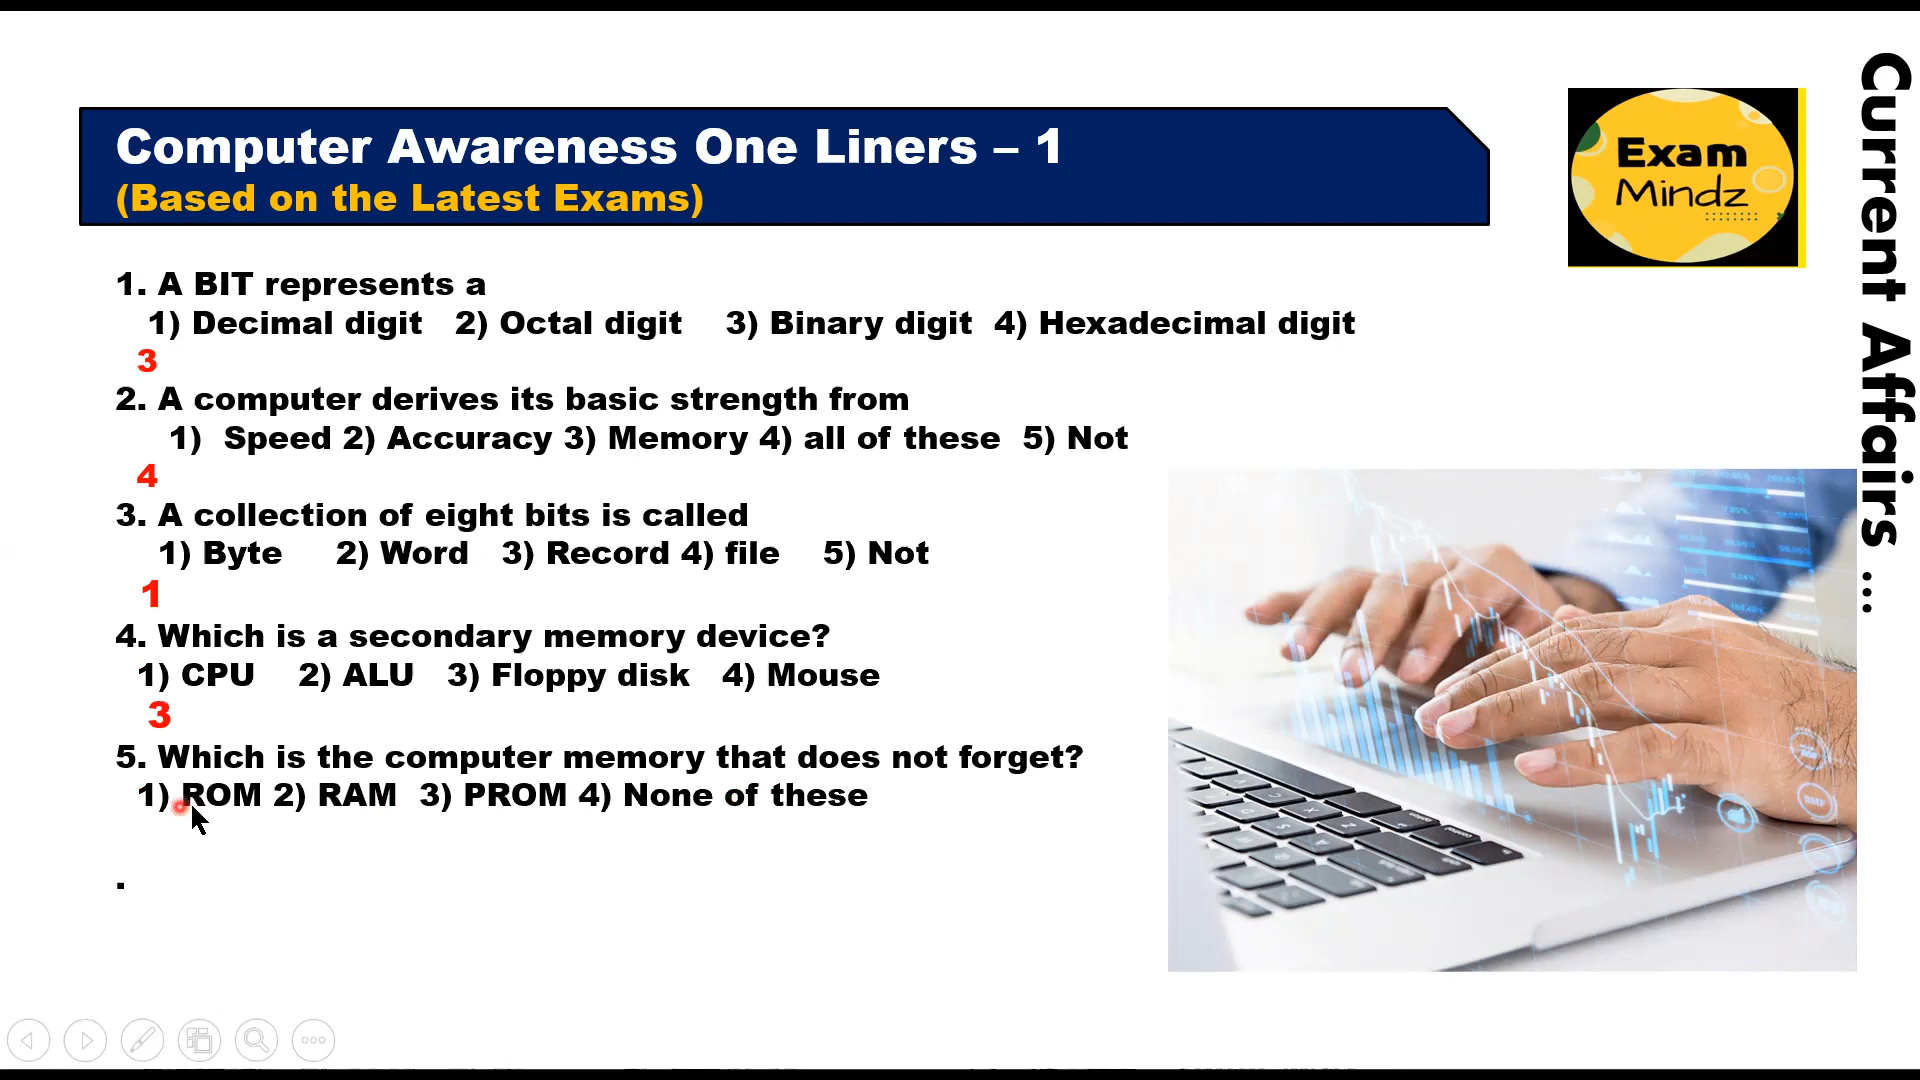 Computer Awareness One Liners – 1
(Based on the Latest Exams)
Exam
Mindz
Current Affairs ...
1. A BIT represents a
1) Decimal digit 2) Octal digit 3) Binary digit 4) Hexadecimal digit
3
2. A computer derives its basic strength from
1) Speed 2) Accuracy 3) Memory 4) all of these 5) Not
4
3. A collection of eight bits is called
1) Byte 2) Word 3) Record 4) file 5) Not
1
4. Which is a secondary memory device?
1) CPU 2) ALU 3) Floppy disk 4) Mouse
3
5. Which is the computer memory that does not forget?
1) ROM 2) RAM 3) PROM 4) None of these
.